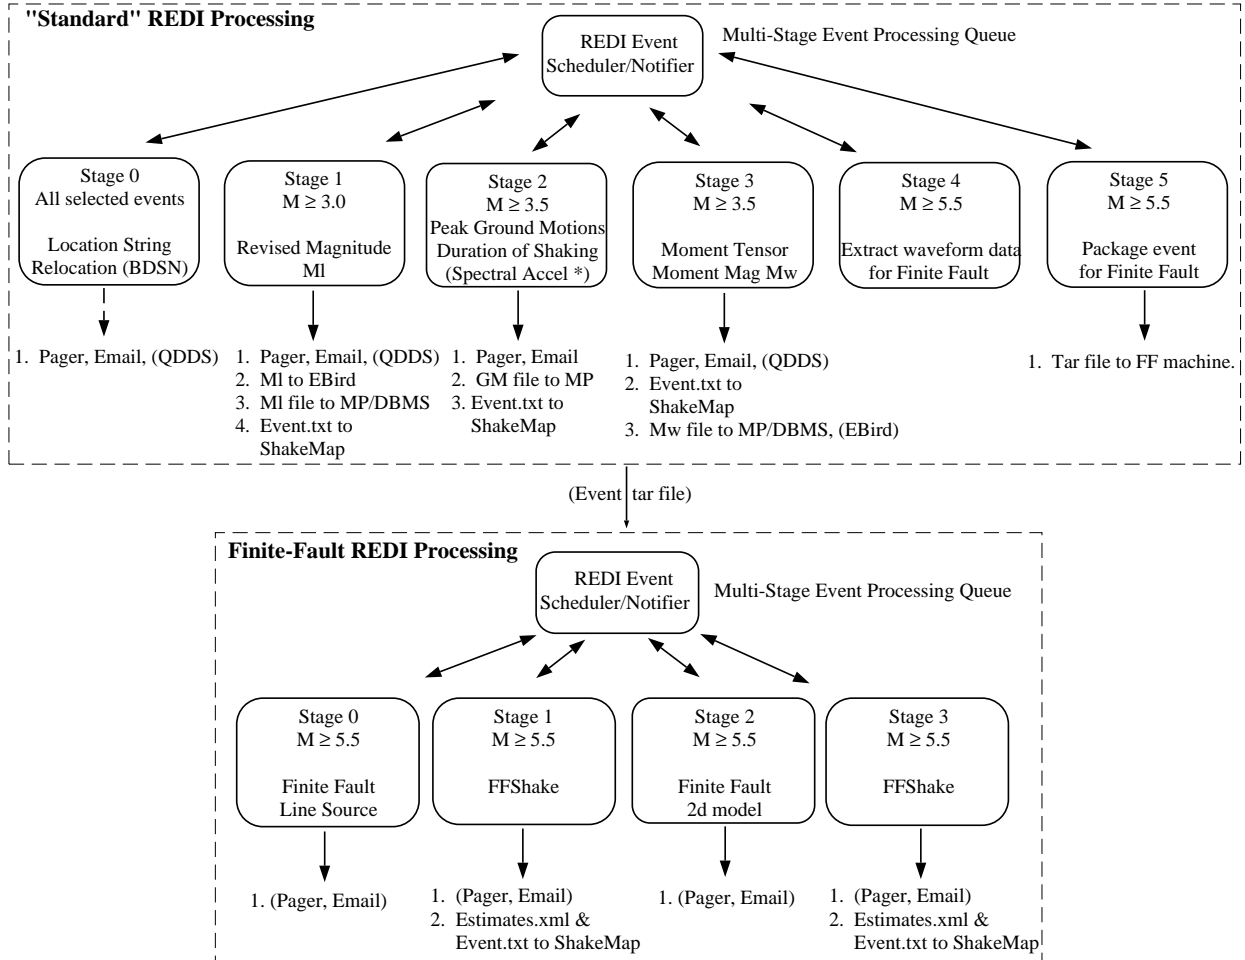 "Standard" REDI Processing
REDI Event
Scheduler/Notifier
Multi-Stage Event Processing Queue
Stage 0
All selected events
Location String
Relocation (BDSN)
Stage 1
M ≥ 3.0
Revised Magnitude
Ml
Stage 2
M ≥ 3.5
Peak Ground Motions
Duration of Shaking
(Spectral Accel *)
Stage 3
M ≥ 3.5
Moment Tensor
Moment Mag Mw
Stage 4
M ≥ 5.5
Extract waveform data
for Finite Fault
Stage 5
M ≥ 5.5
Package event
for Finite Fault
1. Pager, Email, (QDDS)
1. Pager, Email, (QDDS)
2. Ml to EBird
3. Ml file to MP/DBMS
4. Event.txt to
ShakeMap
1. Pager, Email
2. GM file to MP
3. Event.txt to
ShakeMap
1. Pager, Email, (QDDS)
2. Event.txt to
ShakeMap
3. Mw file to MP/DBMS, (EBird)
1. Tar file to FF machine.
(Event tar file)
Finite-Fault REDI Processing
REDI Event
Scheduler/Notifier
Multi-Stage Event Processing Queue
Stage 0
M ≥ 5.5
Finite Fault
Line Source
Stage 1
M ≥ 5.5
FFShake
Stage 2
M ≥ 5.5
Finite Fault
2d model
Stage 3
M ≥ 5.5
FFShake
1. (Pager, Email)
1. (Pager, Email)
2. Estimates.xml &
Event.txt to ShakeMap
1. (Pager, Email)
1. (Pager, Email)
2. Estimates.xml &
Event.txt to ShakeMap